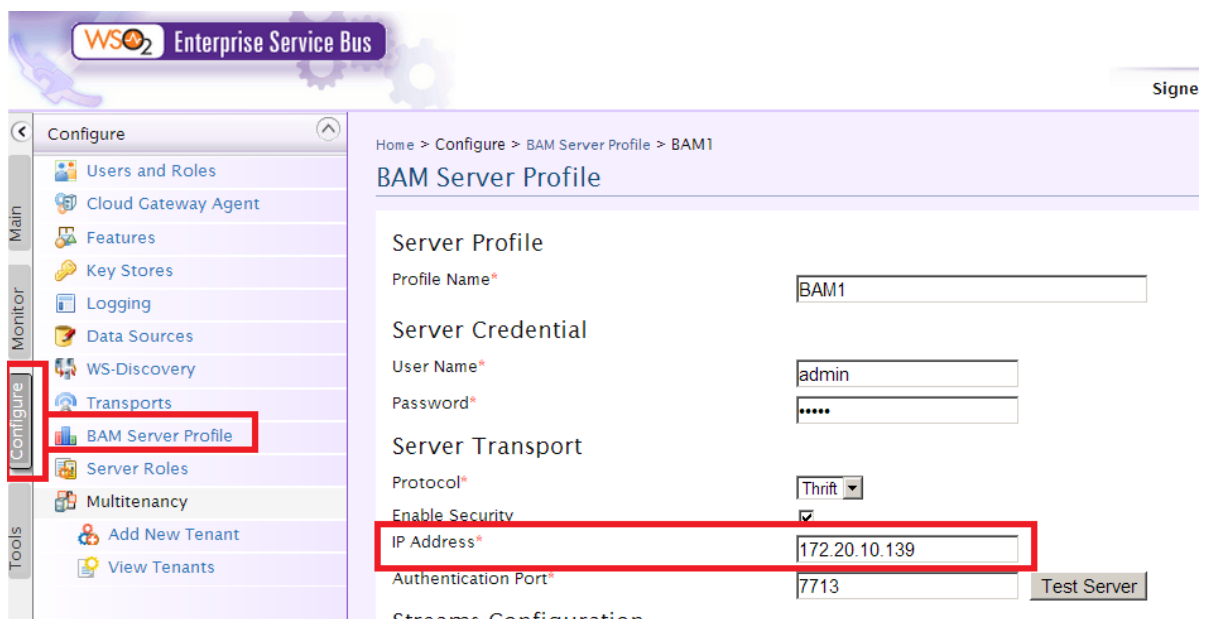 WSO2 Enterprise Service Bus
Signe
Configure
Users and Roles
Cloud Gateway Agent
Features
Key Stores
Logging
Data Sources
WS-Discovery
Transports
BAM Server Profile
Server Roles
Multitenancy
Add New Tenant
View Tenants
Main
Monitor
Configure
Tools
Home > Configure > BAM Server Profile > BAM1
BAM Server Profile
Server Profile
Profile Name* BAM1
Server Credential
User Name* admin
Password* •••••
Server Transport
Protocol* Thrift
Enable Security
IP Address* 172.20.10.139
Authentication Port* 7713 Test Server
Streams Configuration